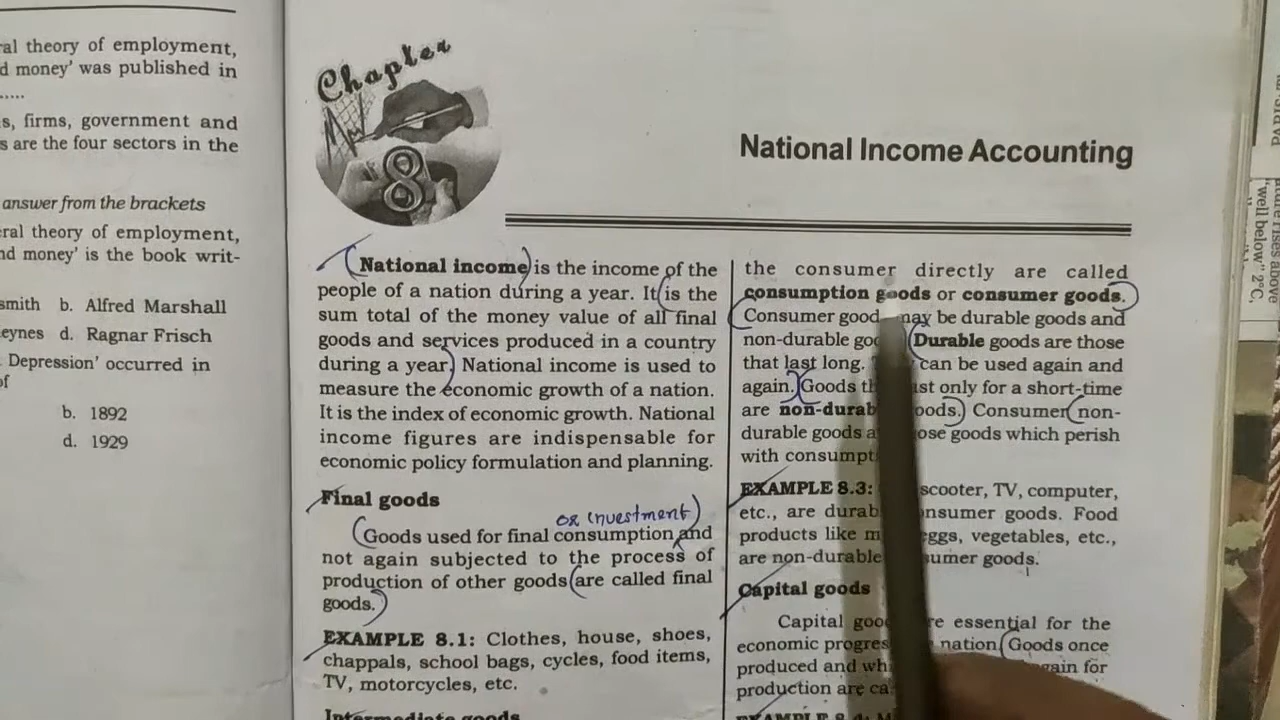 ral theory of employment,
d money' was published in
.....
s, firms, government and
s are the four sectors in the
answer from the brackets
eral theory of employment,
nd money' is the book writ-
smith b. Alfred Marshall
eynes d. Ragnar Frisch
Depression' occurred in
of
b. 1892
d. 1929
Chapter
8
National Income Accounting
National income is the income of the
people of a nation during a year. It is the
sum total of the money value of all final
goods and services produced in a country
during a year. National income is used to
measure the economic growth of a nation.
It is the index of economic growth. National
income figures are indispensable for
economic policy formulation and planning.
Final goods
or investment
Goods used for final consumption and
not again subjected to the process of
production of other goods are called final
goods.
EXAMPLE 8.1: Clothes, house, shoes,
chappals, school bags, cycles, food items,
TV, motorcycles, etc.
Intermediate goods
the consumer directly are called
consumption goods or consumer goods.
Consumer good may be durable goods and
non-durable goo Durable goods are those
that last long. can be used again and
again. Goods th ast only for a short-time
are non-durab oods. Consumer non-
durable goods a ose goods which perish
with consumpt
EXAMPLE 8.3: scooter, TV, computer,
etc., are durab onsumer goods. Food
products like m eggs, vegetables, etc.,
are non-durable sumer goods.
Capital goods
Capital goo re essential for the
economic progres nation. Goods once
produced and whi gain for
production are ca
EXAMPLE 8.4: M
rises above
"well below" 2°C.